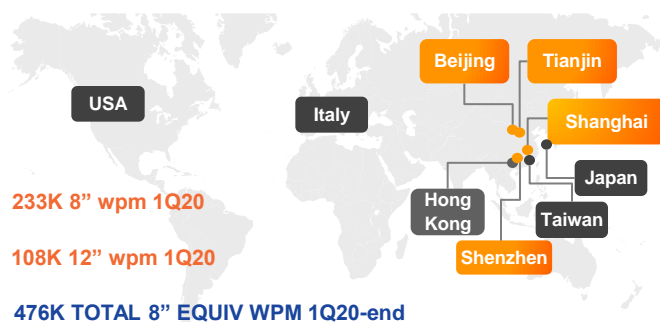 Beijing
Tianjin
USA
Italy
Shanghai
Japan
Hong
Kong
Taiwan
Shenzhen
233K 8” wpm 1Q20
108K 12” wpm 1Q20
476K TOTAL 8” EQUIV WPM 1Q20-end